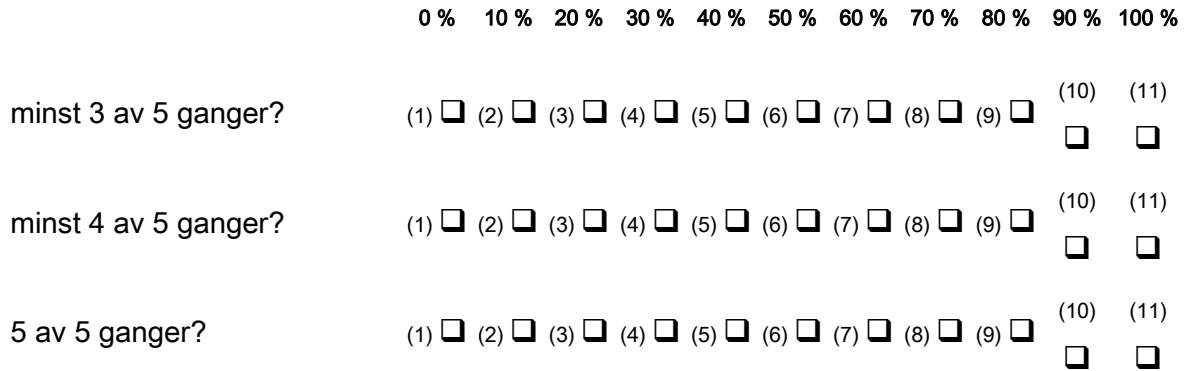 0 % 10 % 20 % 30 % 40 % 50 % 60 % 70 % 80 % 90 % 100 %
minst 3 av 5 ganger? (1) ❑ (2) ❑ (3) ❑ (4) ❑ (5) ❑ (6) ❑ (7) ❑ (8) ❑ (9) ❑ (10) ❑ (11) ❑
minst 4 av 5 ganger? (1) ❑ (2) ❑ (3) ❑ (4) ❑ (5) ❑ (6) ❑ (7) ❑ (8) ❑ (9) ❑ (10) ❑ (11) ❑
5 av 5 ganger? (1) ❑ (2) ❑ (3) ❑ (4) ❑ (5) ❑ (6) ❑ (7) ❑ (8) ❑ (9) ❑ (10) ❑ (11) ❑